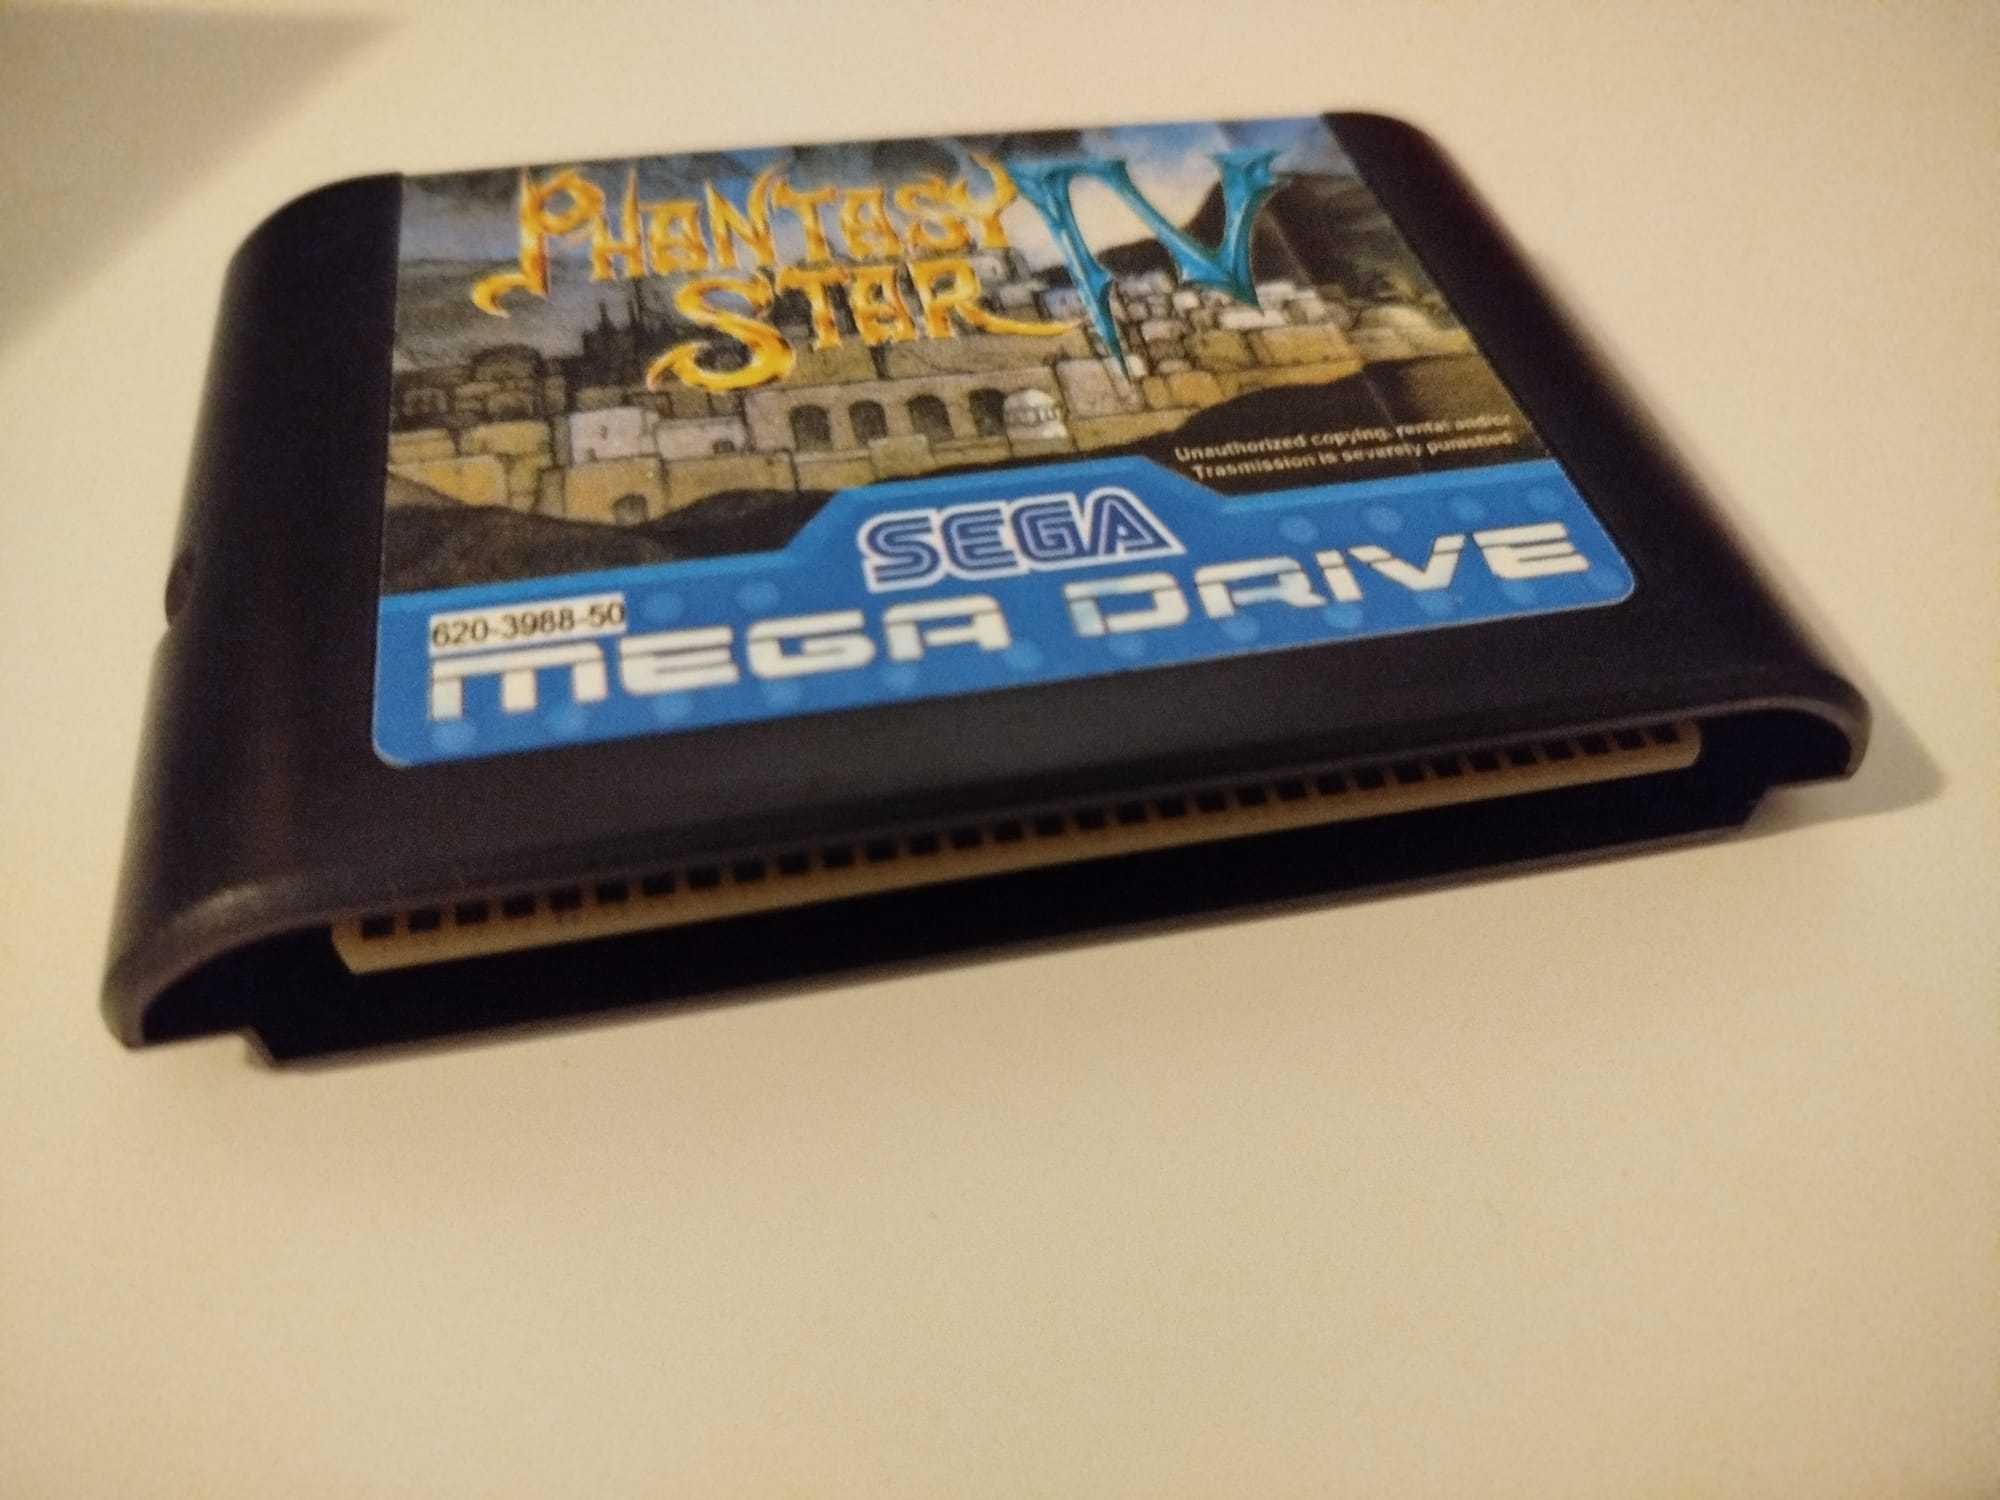 PHANTASY
STAR IV
Unauthorized copying, rental and/or
Trasmission is severely punished.
SEGA
620-3988-50
MEGA DRIVE